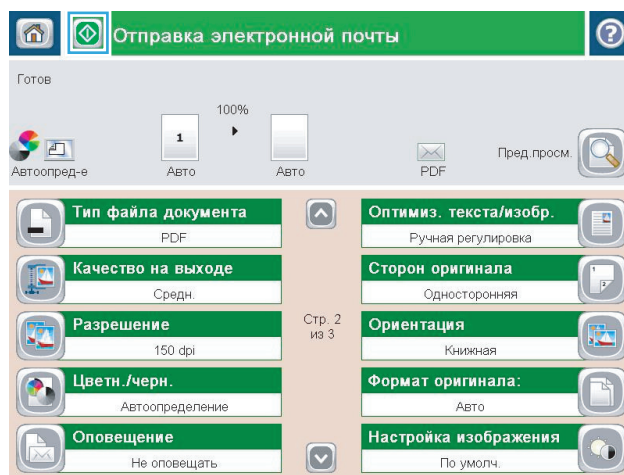 Отправка электронной почты
Готов
100%
1
Автоопред-е
Авто
Авто
PDF
Пред.просм.
Тип файла документа
PDF
Оптимиз. текста/изобр.
Ручная регулировка
Качество на выходе
Средн.
Сторон оригинала
Односторонняя
Разрешение
150 dpi
Стр. 2
из 3
Ориентация
Книжная
Цветн./черн.
Автоопределение
Формат оригинала:
Авто
Оповещение
Не оповещать
Настройка изображения
По умолч.